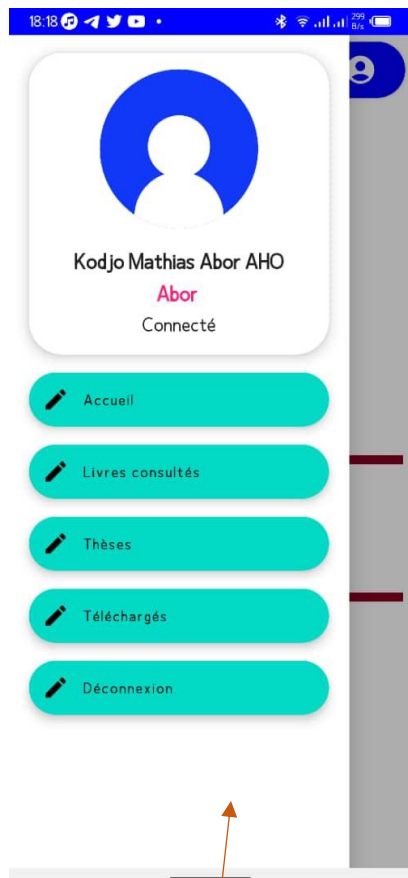 18:18
299
B/s
Kodjo Mathias Abor AHO
Abor
Connecté
Accueil
Livres consultés
Thèses
Téléchargés
Déconnexion